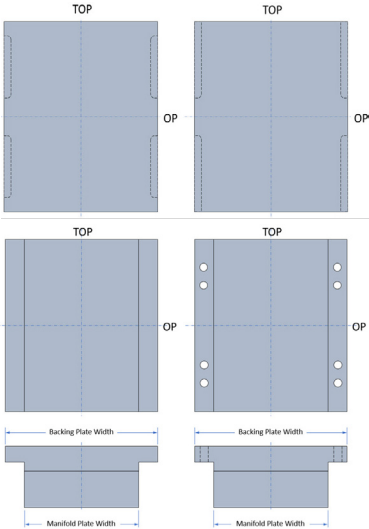 TOP TOP
OP OP
TOP TOP
OP OP
Backing Plate Width Backing Plate Width
Manifold Plate Width Manifold Plate Width